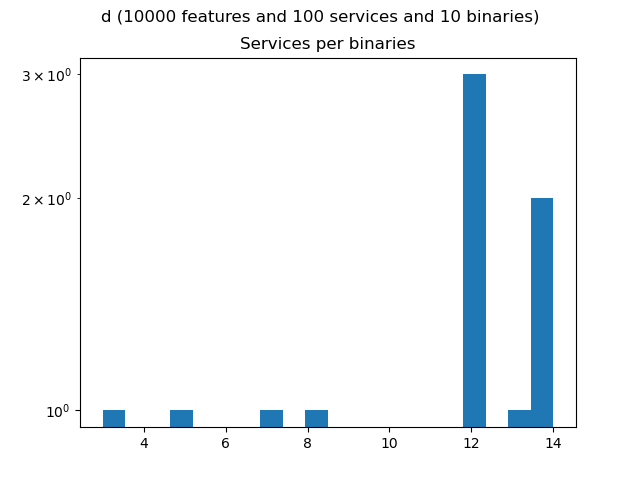 d (10000 features and 100 services and 10 binaries)
Services per binaries
3 × 10⁰
2 × 10⁰
10⁰
4 6 8 10 12 14